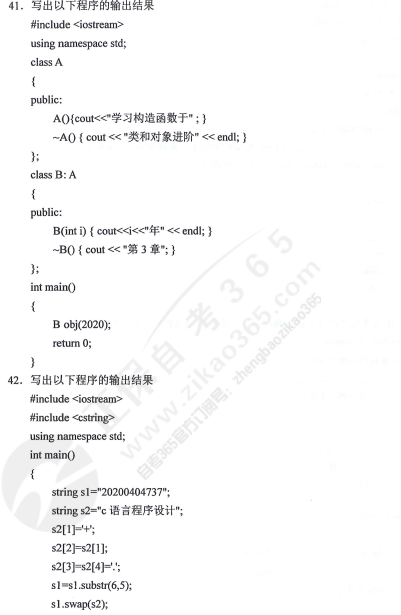 41．写出以下程序的输出结果
#include <iostream>
using namespace std;
class A
{
public:
A(){cout<<"学习构造函数于" ; }
~A() { cout << "类和对象进阶" << endl; }
};
class B: A
{
public:
B(int i) { cout<<i<<"年" << endl; }
~B() { cout << "第 3 章"; }
};
int main()
{
B obj(2020);
return 0;
}
42．写出以下程序的输出结果
#include <iostream>
#include <cstring>
using namespace std;
int main()
{
string s1="20200404737";
string s2="c 语言程序设计";
s2[1]='+';
s2[2]=s2[1];
s2[3]=s2[4]='.';
s1=s1.substr(6,5);
s1.swap(s2);
正保自考 365
www.zikao365.com
自考365官方订阅号：zhengbaozikao365